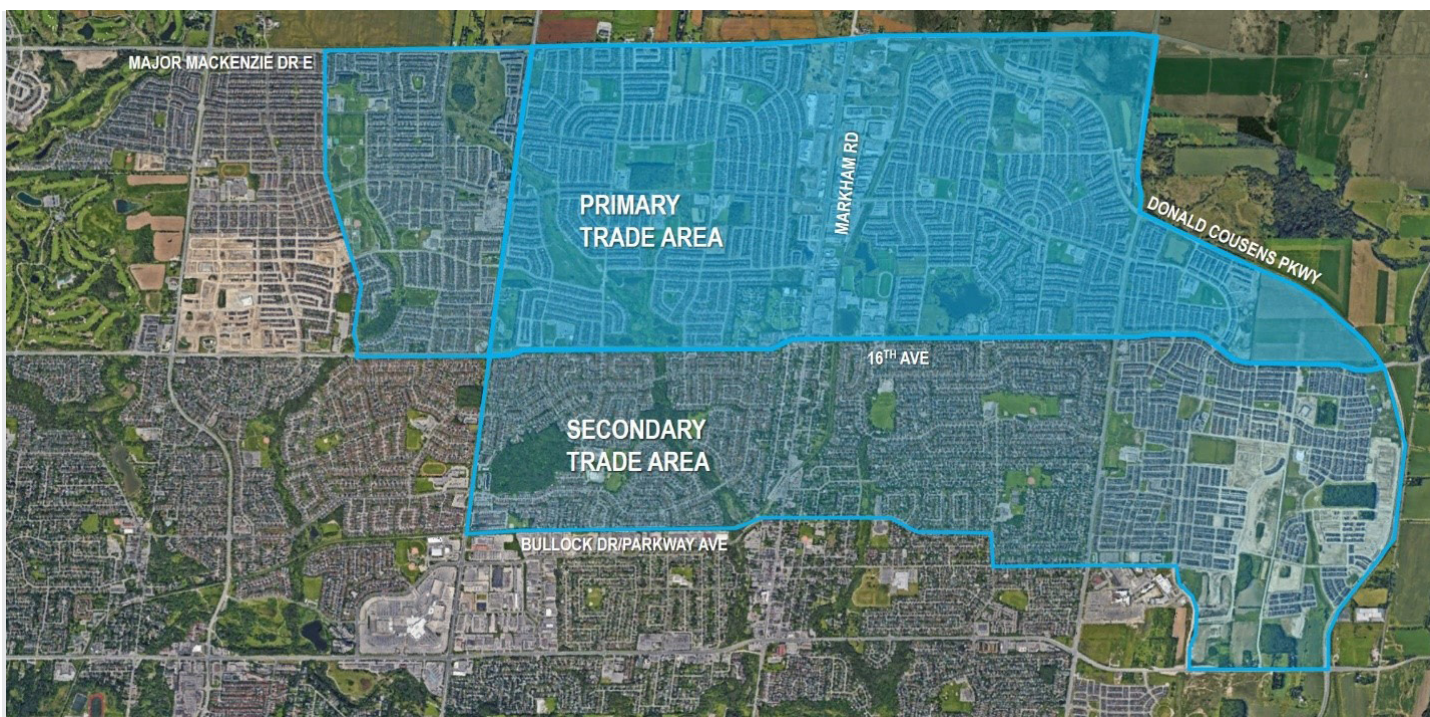 MAJOR MACKENZIE DR E
MARKHAM RD
PRIMARY
TRADE AREA
DONALD COUSENS PKWY
16TH AVE
SECONDARY
TRADE AREA
BULLOCK DR/PARKWAY AVE